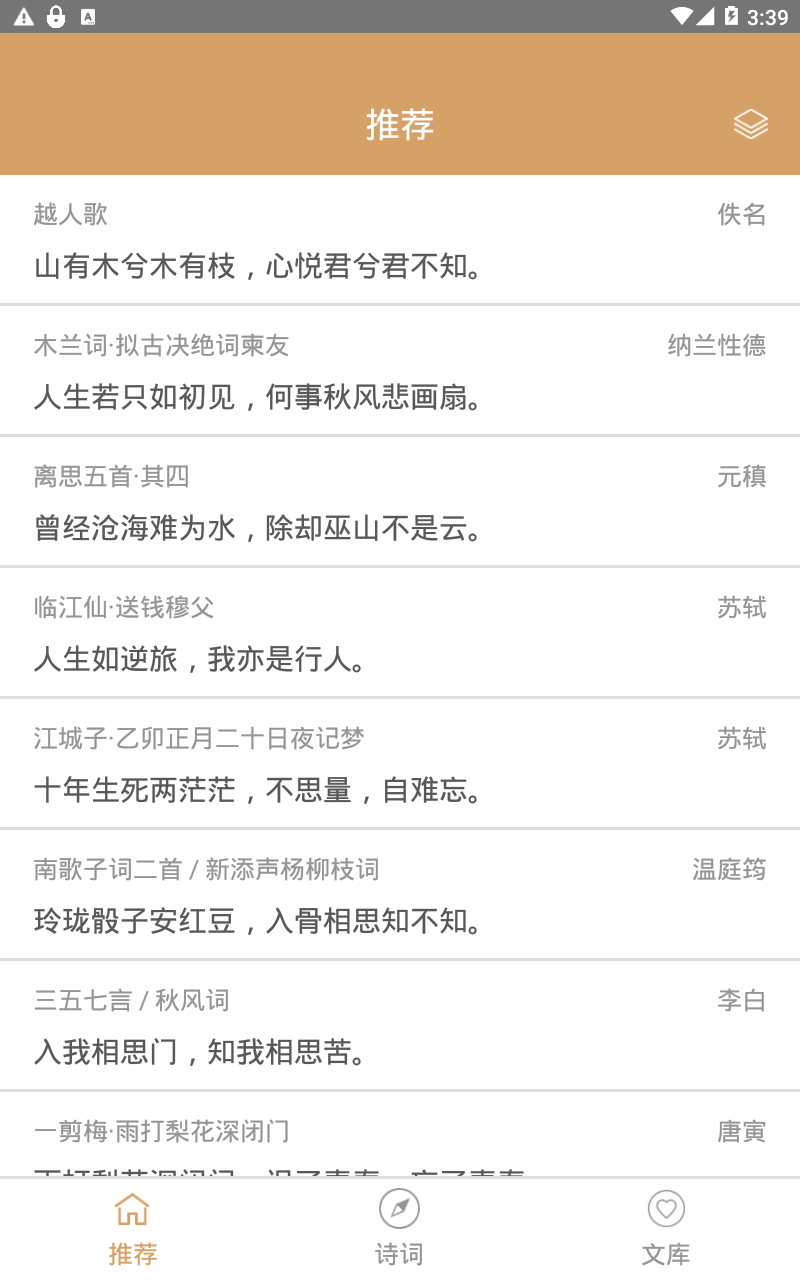 3:39
推荐
越人歌 佚名
山有木兮木有枝，心悦君兮君不知。
木兰词·拟古决绝词柬友 纳兰性德
人生若只如初见，何事秋风悲画扇。
离思五首·其四 元稹
曾经沧海难为水，除却巫山不是云。
临江仙·送钱穆父 苏轼
人生如逆旅，我亦是行人。
江城子·乙卯正月二十日夜记梦 苏轼
十年生死两茫茫，不思量，自难忘。
南歌子词二首 / 新添声杨柳枝词 温庭筠
玲珑骰子安红豆，入骨相思知不知。
三五七言 / 秋风词 李白
入我相思门，知我相思苦。
一剪梅·雨打梨花深闭门 唐寅
推荐 诗词 文库